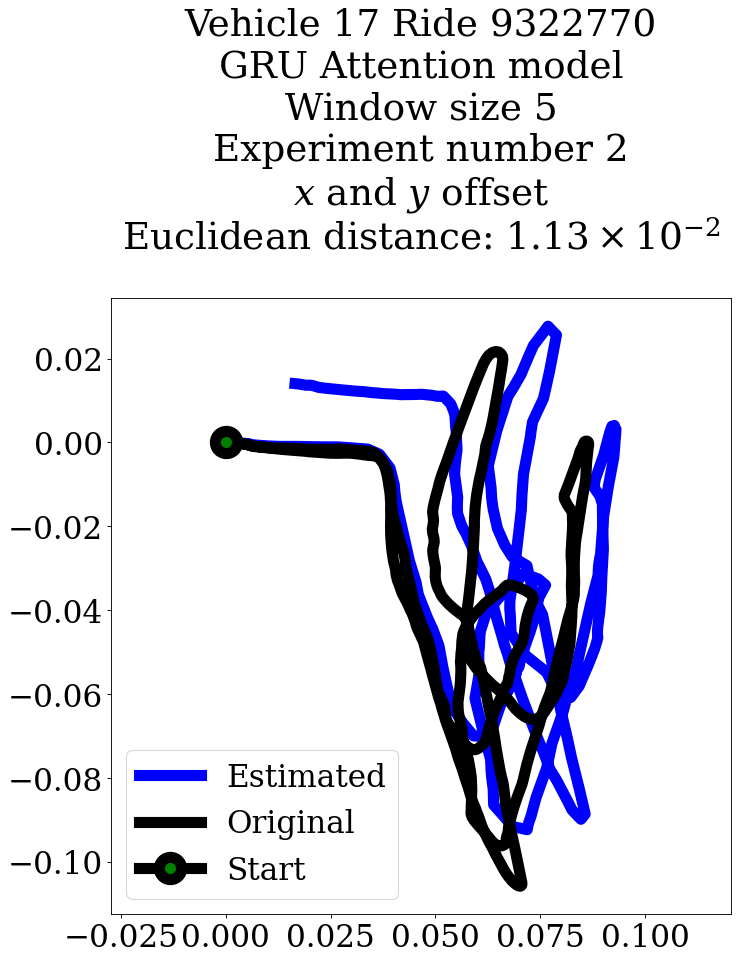 Vehicle 17 Ride 9322770
GRU Attention model
Window size 5
Experiment number 2
x and y offset
Euclidean distance: 1.13 × 10⁻²
0.02
0.00
−0.02
−0.04
−0.06
−0.08
−0.10
Estimated
Original
Start
−0.025 0.000 0.025 0.050 0.075 0.100